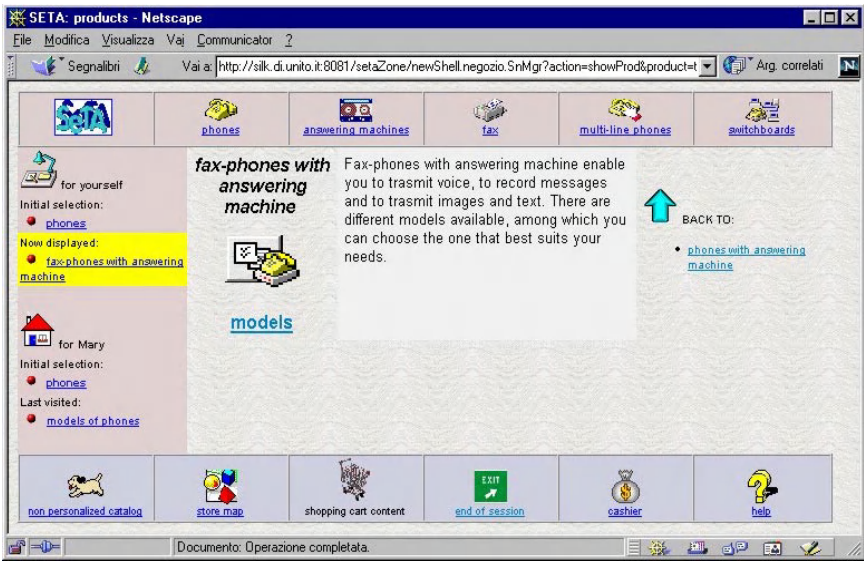 SETA: products - Netscape
File Modifica Visualizza Vai Communicator ?
Segnalibri Vai a: http://silk.di.unito.it:8081/setaZone/newShell.negozio.SnMgr?action=showProd&product=t Arg. correlati N
SeTA phones answering machines fax multi-line phones switchboards
for yourself
Initial selection:
phones
Now displayed:
fax-phones with answering
machine
for Mary
Initial selection:
phones
Last visited:
models of phones
fax-phones with
answering
machine
models
Fax-phones with answering machine enable
you to trasmit voice, to record messages
and to trasmit images and text. There are
different models available, among which you
can choose the one that best suits your
needs.
BACK TO:
phones with answering
machine
EXIT
non personalized catalog store map shopping cart content end of session cashier help
Documento: Operazione completata.